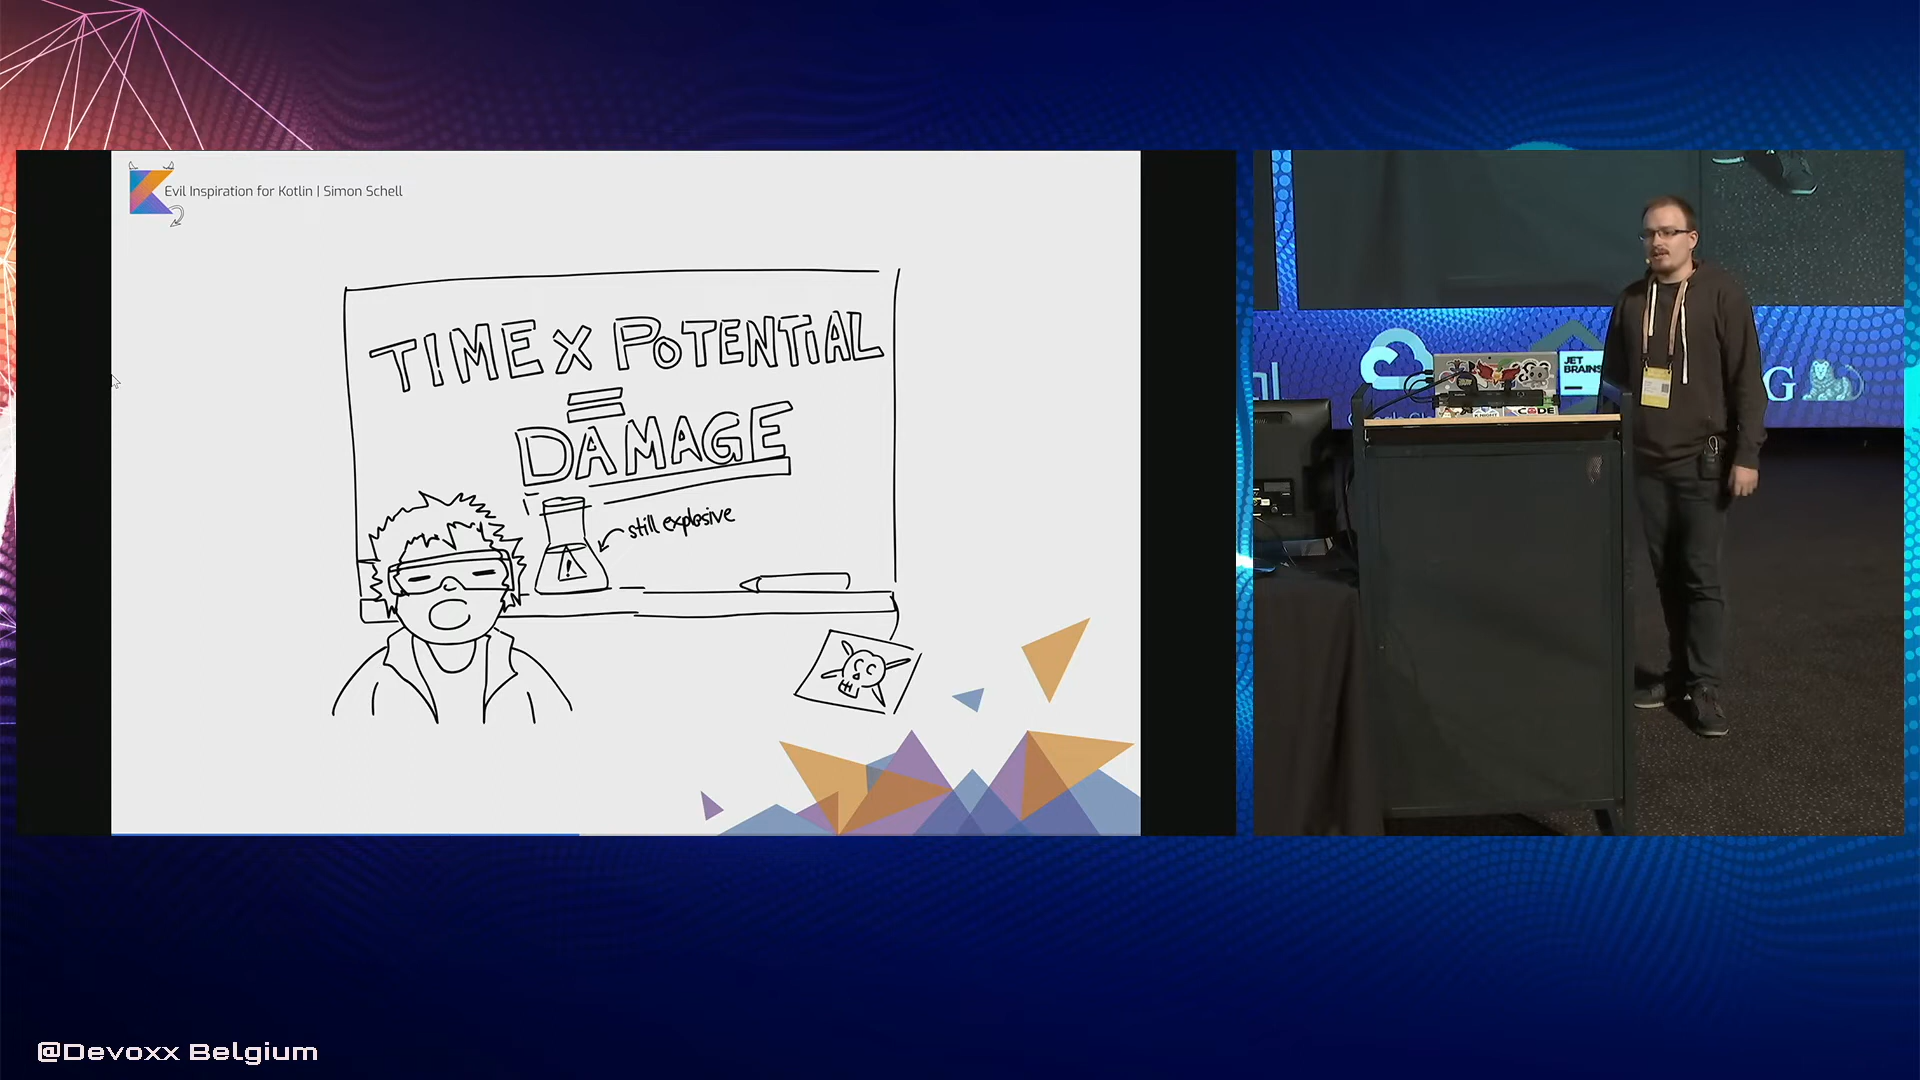 Evil Inspiration for Kotlin | Simon Schell
TIME X POTENTIAL
=
DAMAGE
still explosive
!
JET
BRAINS
CODE
G
@Devoxx Belgium